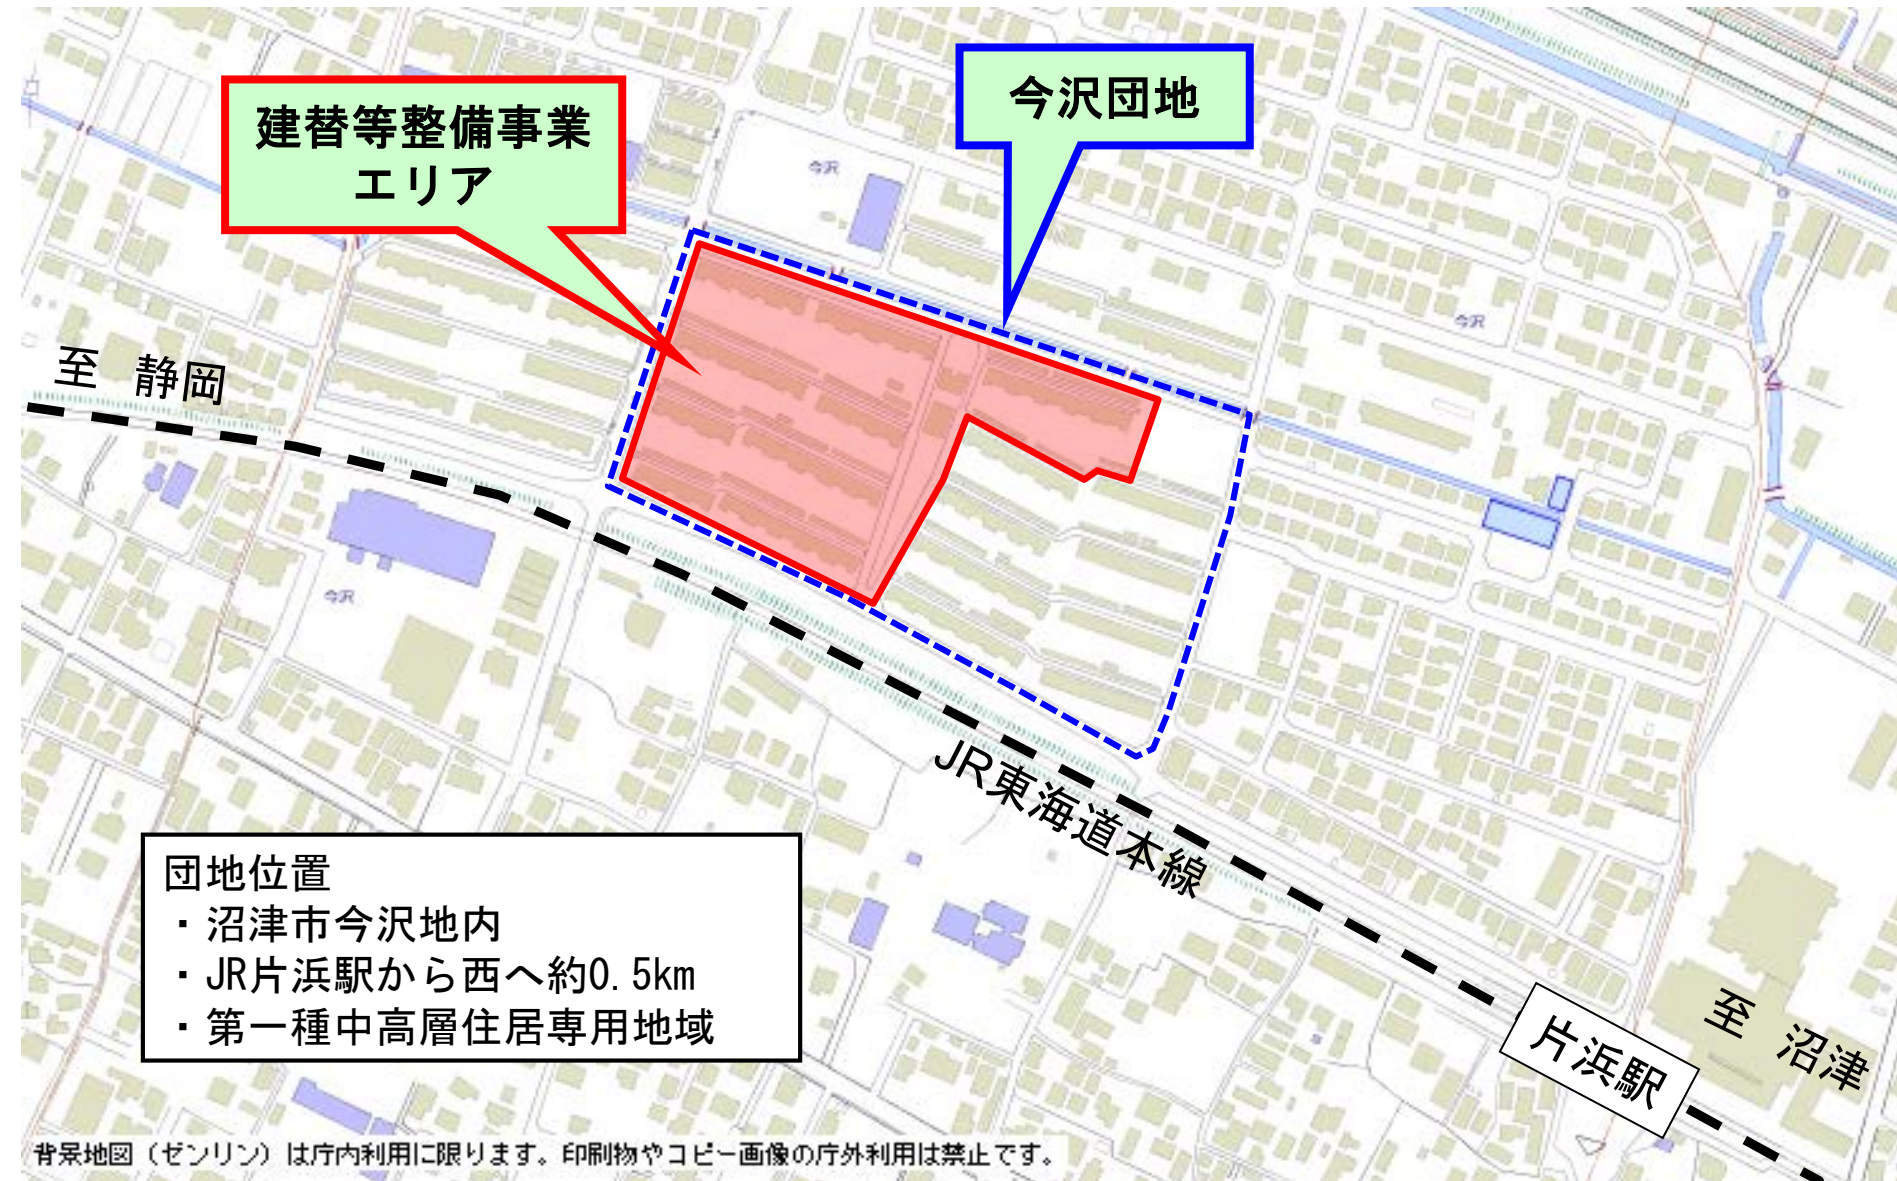 今沢団地
建替等整備事業
エリア
今沢
今沢
至 静岡
今沢
JR東海道本線
団地位置
・沼津市今沢地内
・JR片浜駅から西へ約0.5km
・第一種中高層住居専用地域
至 沼津
片浜駅
背景地図（ゼンリン）は庁内利用に限ります。印刷物やコピー画像の庁外利用は禁止です。